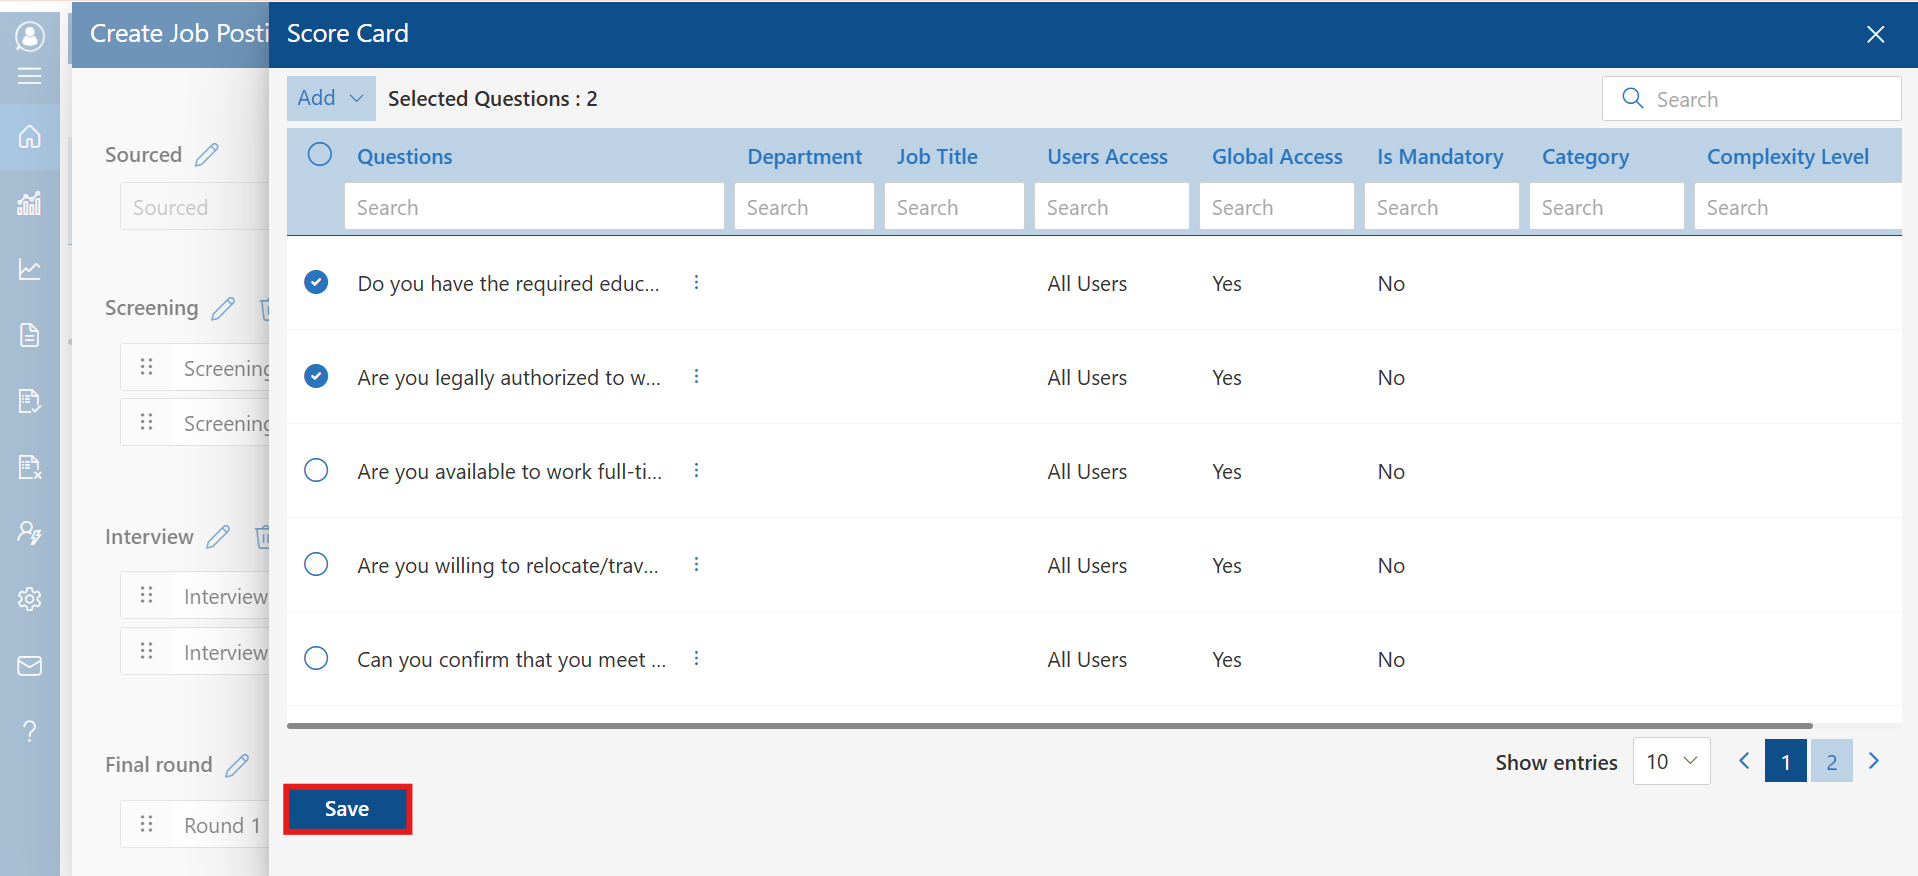 Create Job Posti
Score Card
Add
Selected Questions : 2
Search
Questions
Department
Job Title
Users Access
Global Access
Is Mandatory
Category
Complexity Level
Search
Search
Search
Search
Search
Search
Search
Search
Do you have the required educ...
All Users
Yes
No
Are you legally authorized to w...
All Users
Yes
No
Are you available to work full-ti...
All Users
Yes
No
Are you willing to relocate/trav...
All Users
Yes
No
Can you confirm that you meet ...
All Users
Yes
No
Show entries
10
1
2
Save
Sourced
Sourced
Screening
Screening
Screening
Interview
Interview
Interview
Final round
Round 1